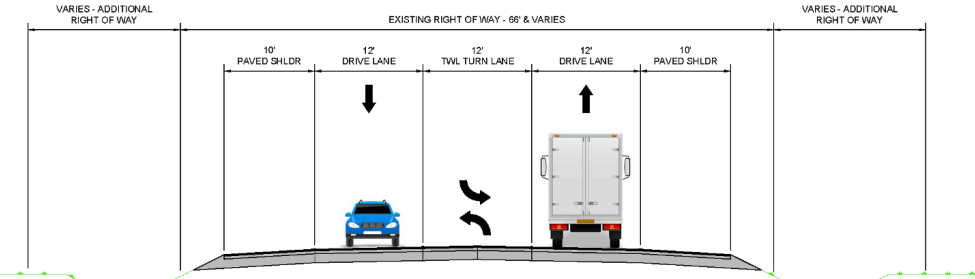 VARIES - ADDITIONAL
RIGHT OF WAY
EXISTING RIGHT OF WAY - 66' & VARIES
VARIES - ADDITIONAL
RIGHT OF WAY
10'
PAVED SHLDR
12'
DRIVE LANE
12'
TWL TURN LANE
12'
DRIVE LANE
10'
PAVED SHLDR